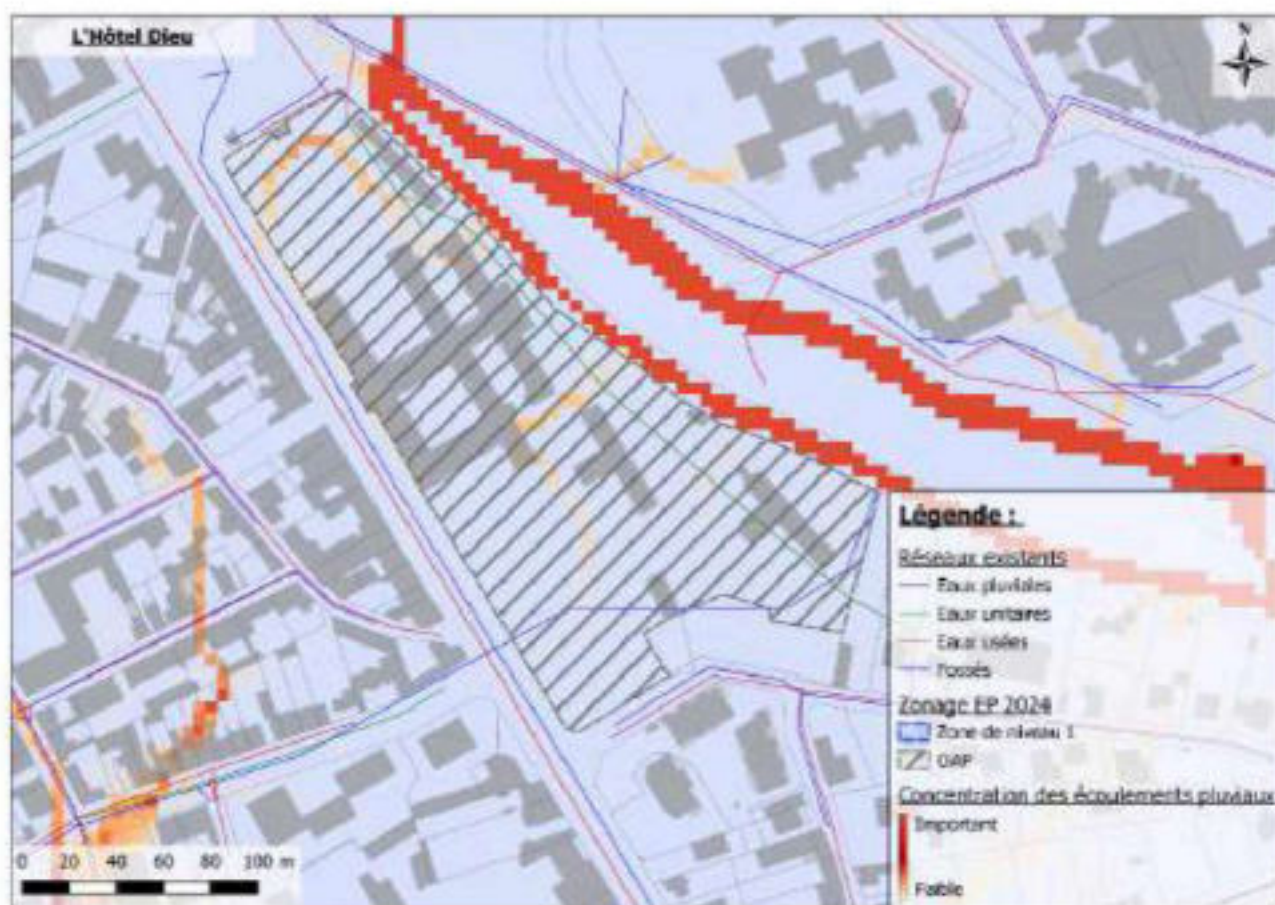 L'Hôtel Dieu
N
Légende :
Réseaux existants
Eaux pluviales
Eaux unitaires
Eaux usées
Fossés
Zonage EP 2024
Zone de niveau 1
OAP
Concentration des écoulements pluviaux
Important
Faible
0 20 40 60 80 100 m